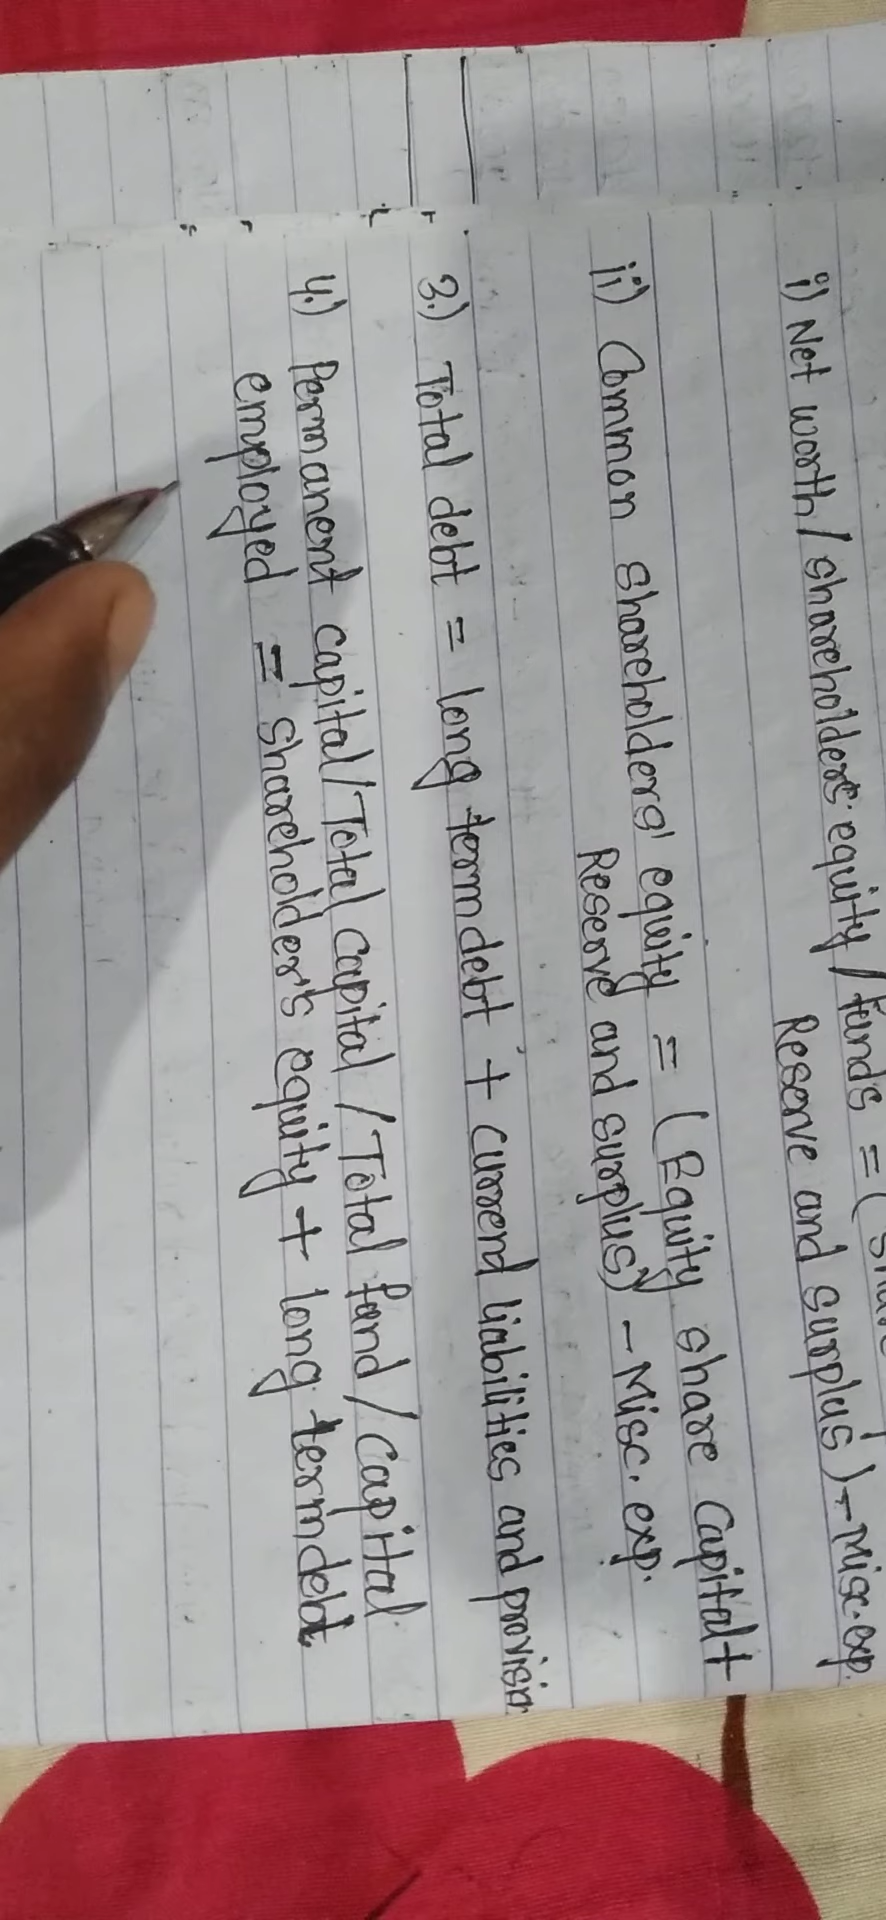 i) Net worth / shareholders equity / funds = (
Reserve and surplus) - Misc. exp.
ii) Common shareholders' equity = (Equity share capital +
Reserve and surplus) - Misc. exp.
3.) Total debt = long term debt + currend liabilities and provisin
4.) Permanent capital / Total capital / Total fund / capital
employed = shareholder's equity + long term debt